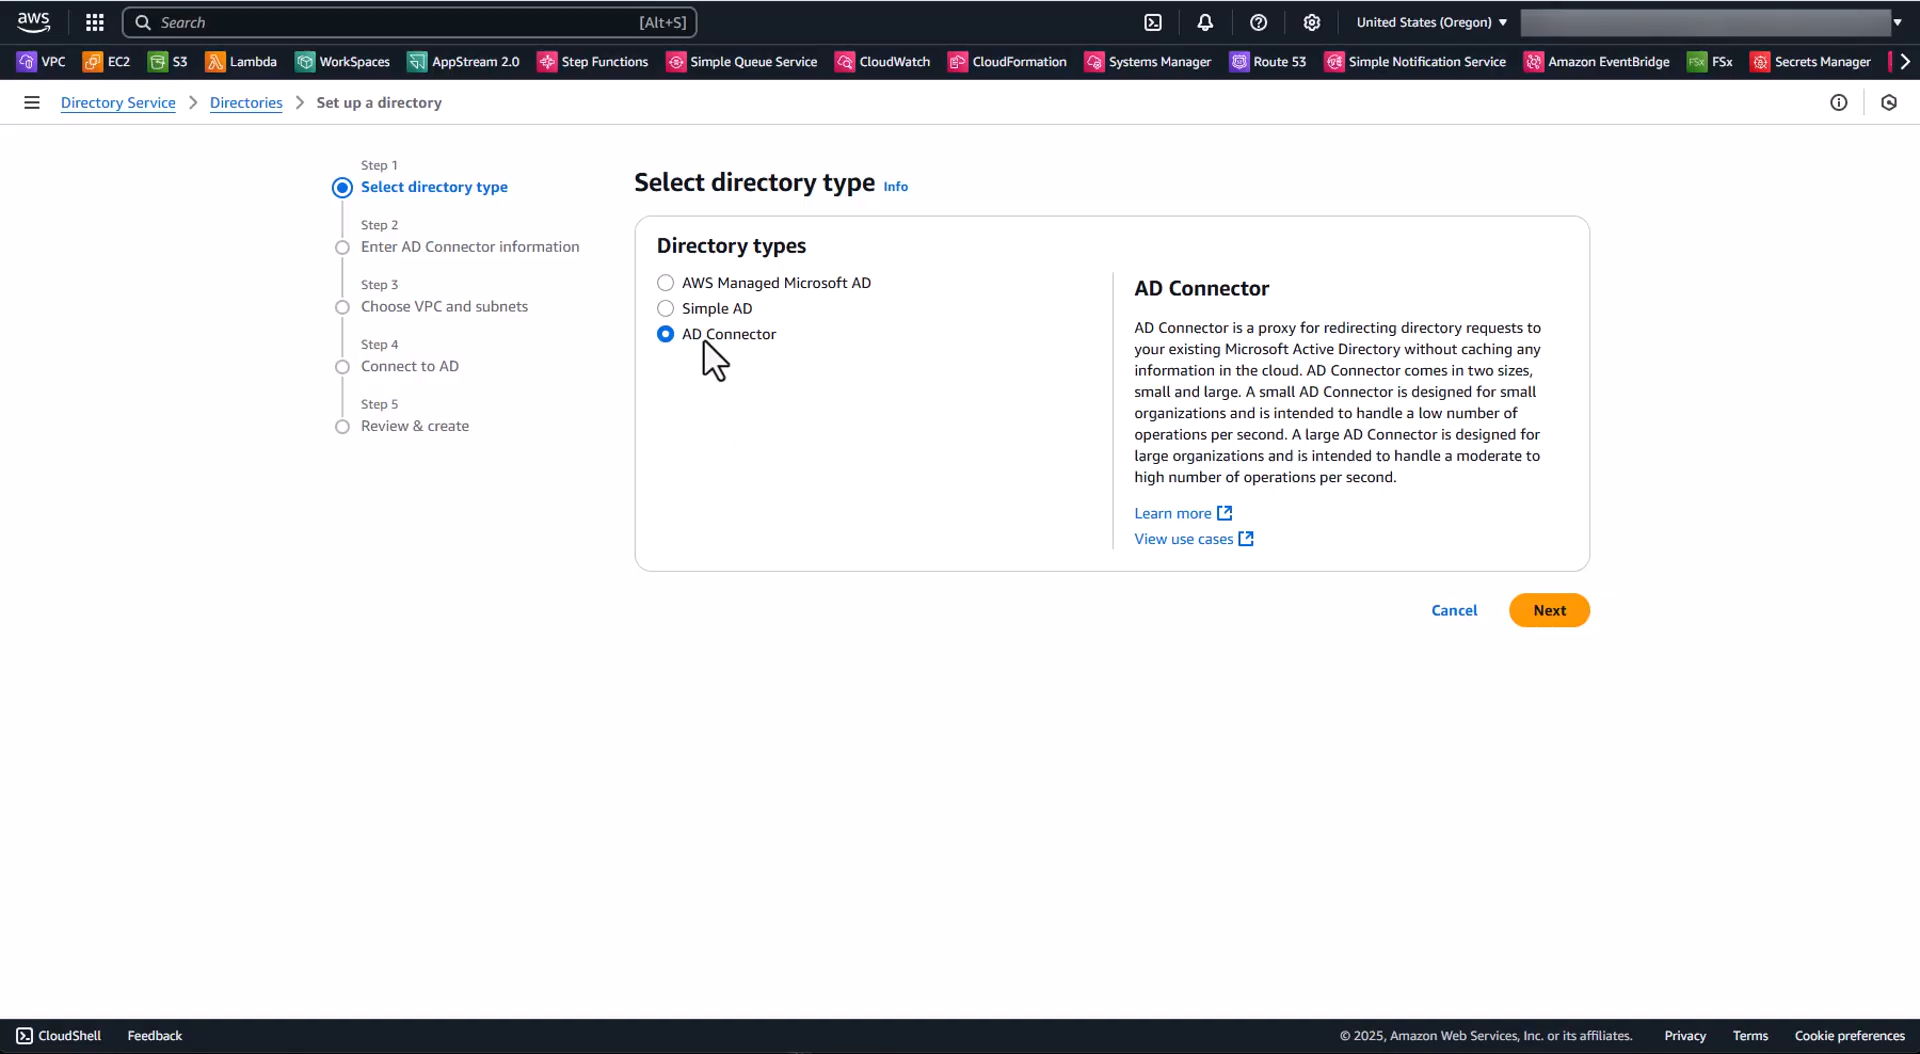 aws
Search [Alt+S]
United States (Oregon)
VPC EC2 S3 Lambda WorkSpaces AppStream 2.0 Step Functions Simple Queue Service CloudWatch CloudFormation Systems Manager Route 53 Simple Notification Service Amazon EventBridge FSx FSx Secrets Manager
Directory Service > Directories > Set up a directory
Step 1
Select directory type
Step 2
Enter AD Connector information
Step 3
Choose VPC and subnets
Step 4
Connect to AD
Step 5
Review & create
Select directory type Info
Directory types
AWS Managed Microsoft AD
Simple AD
AD Connector
AD Connector
AD Connector is a proxy for redirecting directory requests to
your existing Microsoft Active Directory without caching any
information in the cloud. AD Connector comes in two sizes,
small and large. A small AD Connector is designed for small
organizations and is intended to handle a low number of
operations per second. A large AD Connector is designed for
large organizations and is intended to handle a moderate to
high number of operations per second.
Learn more
View use cases
Cancel Next
CloudShell Feedback © 2025, Amazon Web Services, Inc. or its affiliates. Privacy Terms Cookie preferences